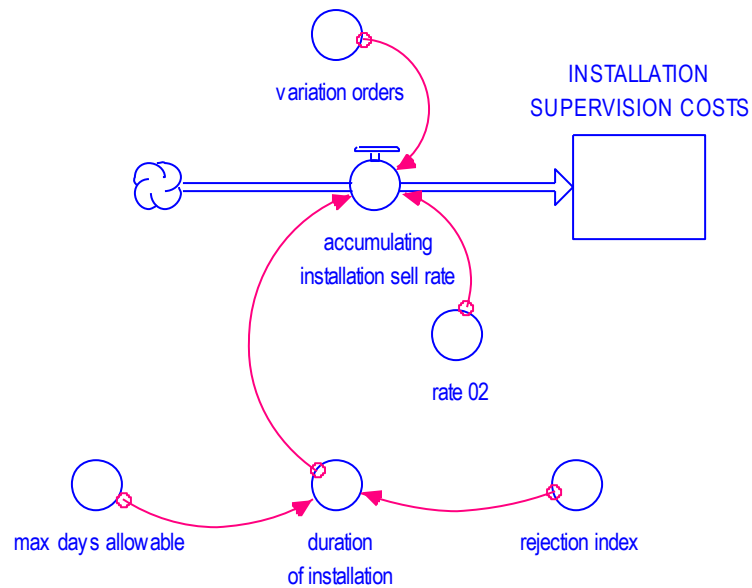 INSTALLATION
SUPERVISION COSTS
variation orders
accumulating
installation sell rate
rate 02
max days allowable
duration
of installation
rejection index